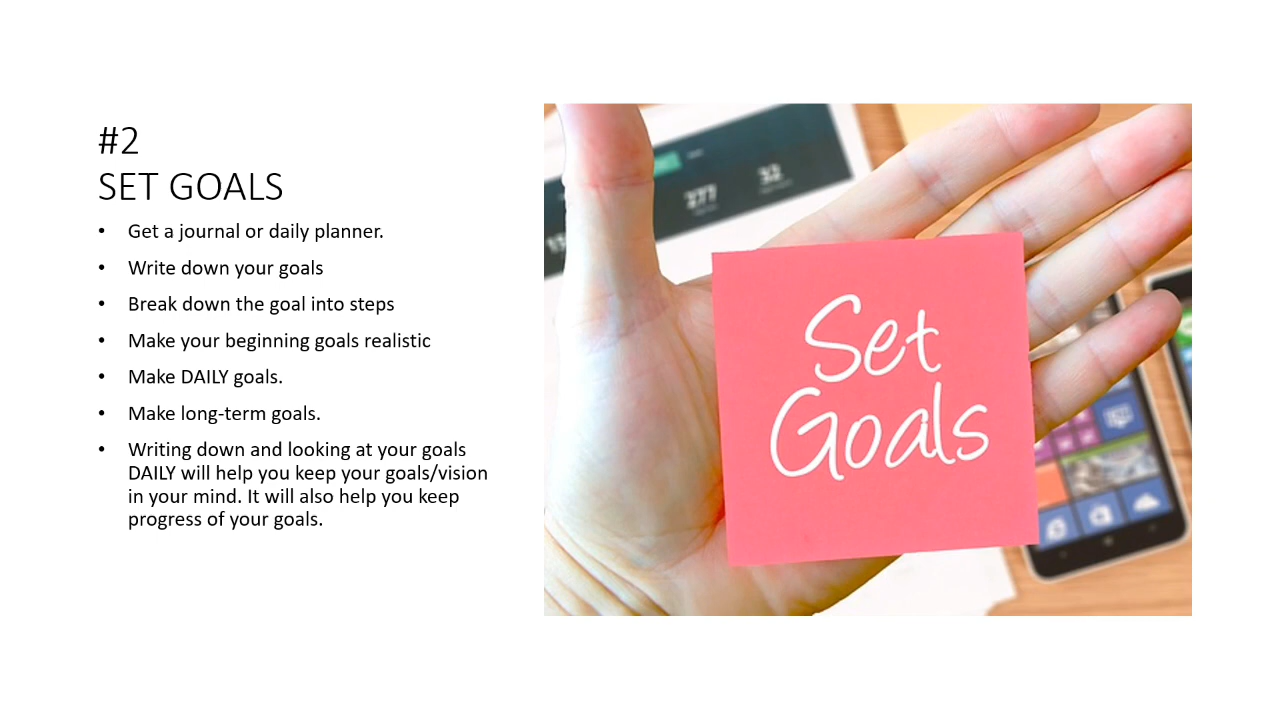 #2
SET GOALS
• Get a journal or daily planner.
• Write down your goals
• Break down the goal into steps
• Make your beginning goals realistic
• Make DAILY goals.
• Make long-term goals.
• Writing down and looking at your goals
DAILY will help you keep your goals/vision
in your mind. It will also help you keep
progress of your goals.
277
32
Set
Goals